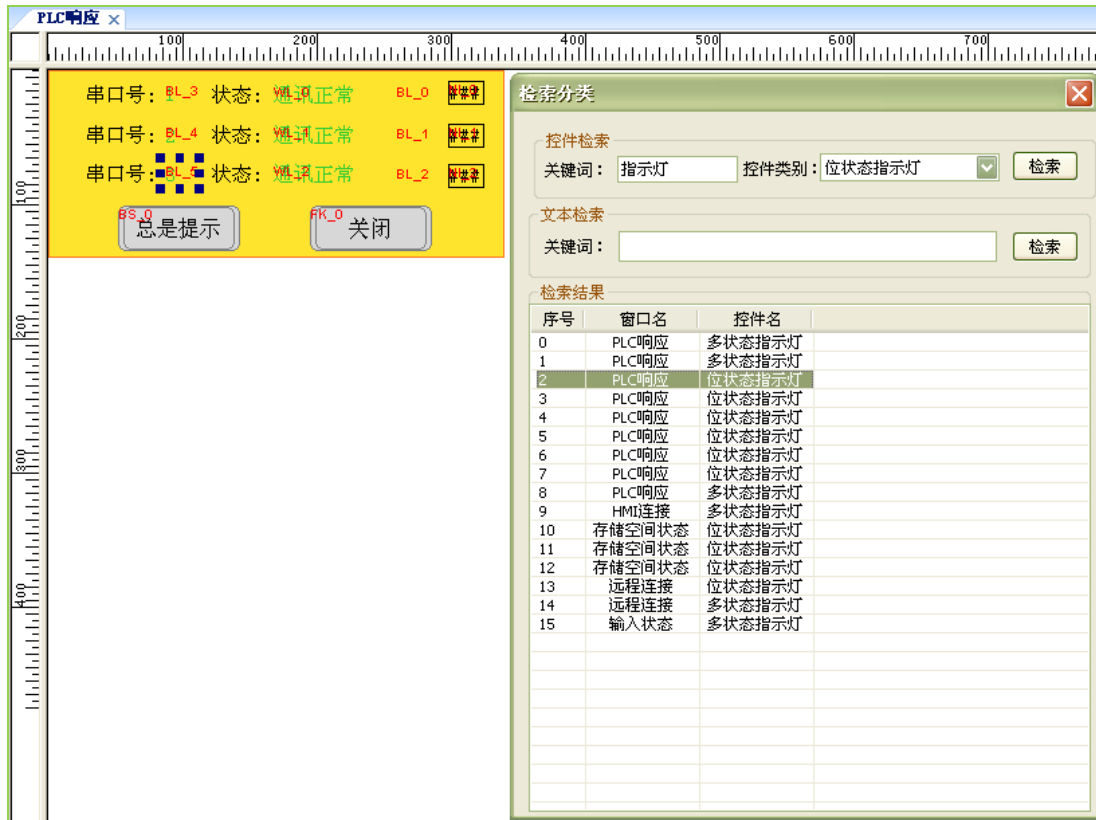 PLC响应
100 200 300 400 500 600 700
串口号: BL_3 状态: 通讯正常 BL_0 ###
串口号: BL_4 状态: 通讯正常 BL_1 ###
串口号: BL_5 状态: 通讯正常 BL_2 ###
BS_0 总是提示 FK_0 关闭
100
200
300
400
检索分类
控件检索
关键词: 指示灯 控件类别: 位状态指示灯 检索
文本检索
关键词: 检索
检索结果
序号 窗口名 控件名
0 PLC响应 多状态指示灯
1 PLC响应 多状态指示灯
2 PLC响应 位状态指示灯
3 PLC响应 位状态指示灯
4 PLC响应 位状态指示灯
5 PLC响应 位状态指示灯
6 PLC响应 位状态指示灯
7 PLC响应 位状态指示灯
8 PLC响应 多状态指示灯
9 HMI连接 多状态指示灯
10 存储空间状态 位状态指示灯
11 存储空间状态 位状态指示灯
12 存储空间状态 位状态指示灯
13 远程连接 位状态指示灯
14 远程连接 多状态指示灯
15 输入状态 多状态指示灯